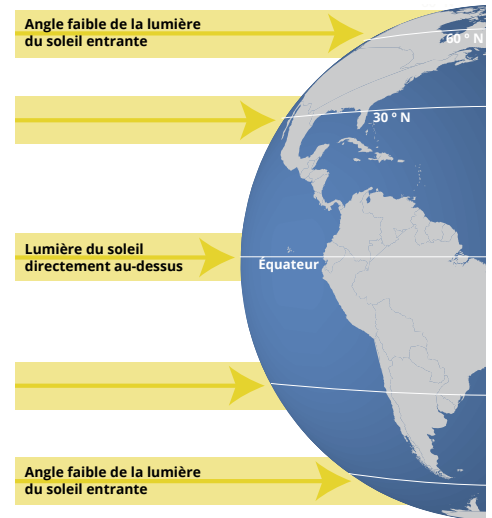 Angle faible de la lumière
du soleil entrante
60 º N
30 º N
Lumière du soleil
directement au-dessus
Équateur
Angle faible de la lumière
du soleil entrante